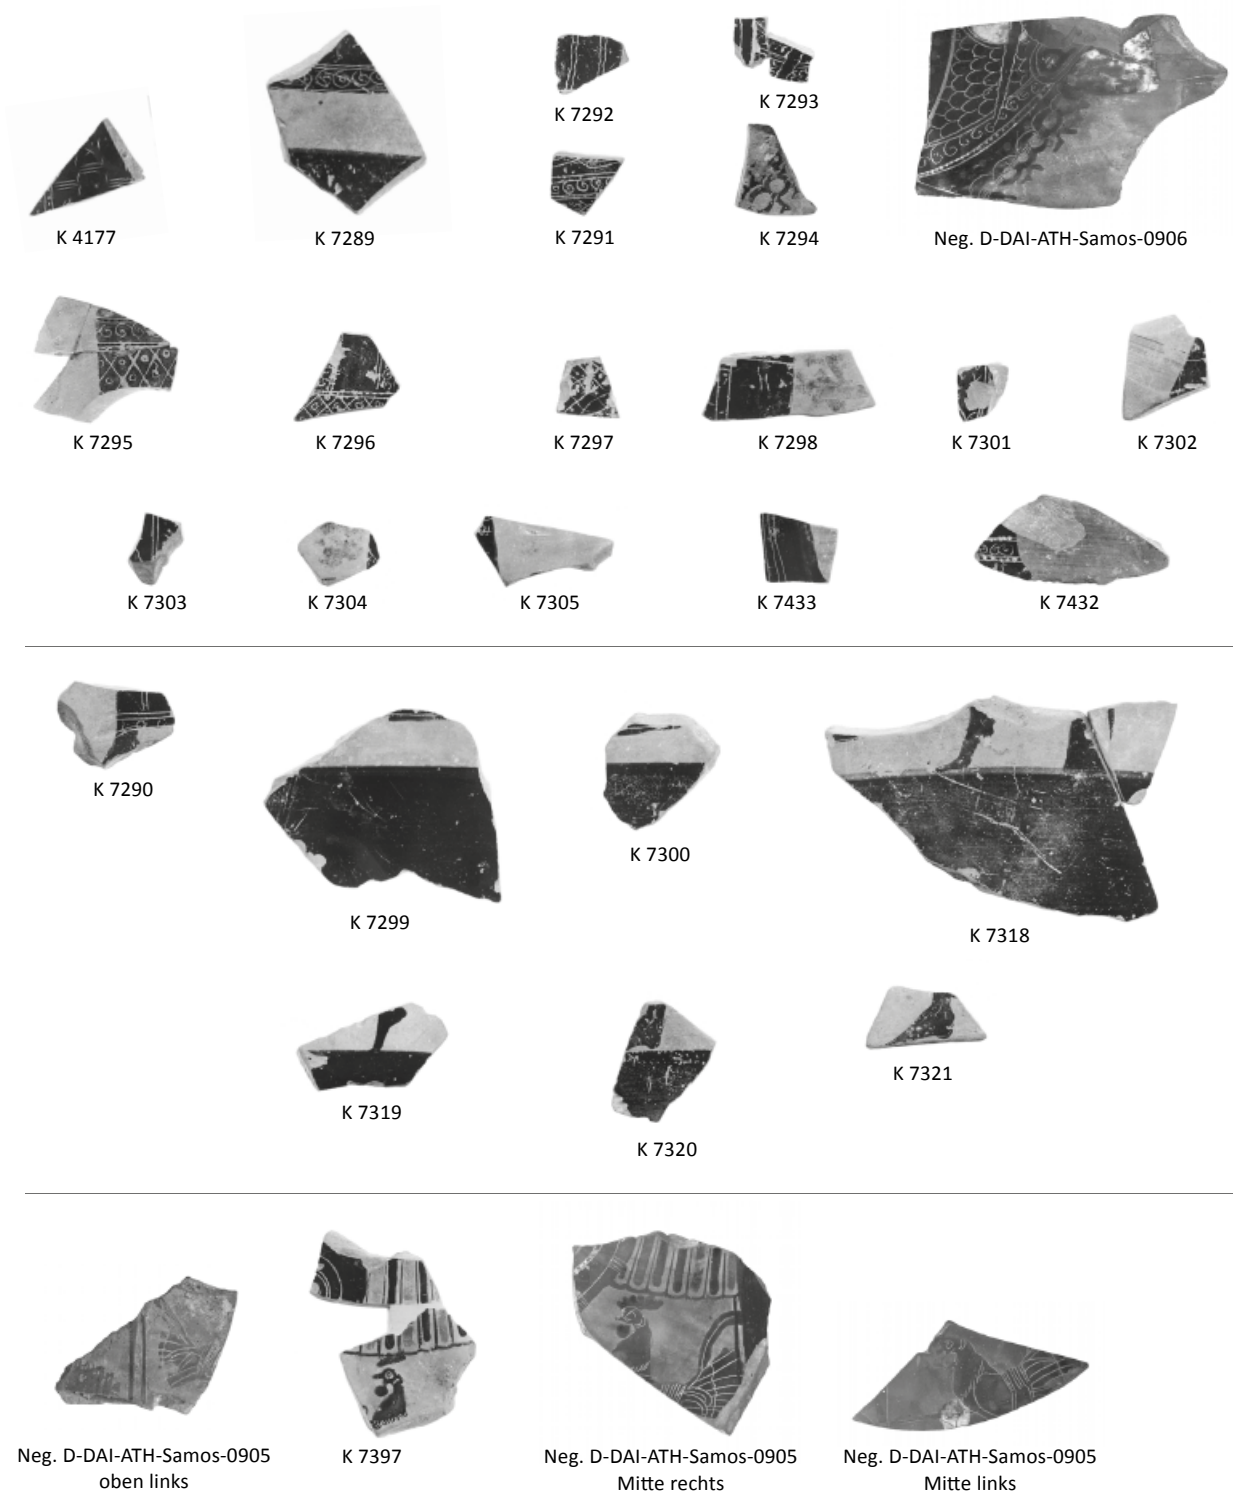 K 7292
K 7293
K 4177
K 7289
K 7291
K 7294
Neg. D-DAI-ATH-Samos-0906
K 7295
K 7296
K 7297
K 7298
K 7301
K 7302
K 7303
K 7304
K 7305
K 7433
K 7432
K 7290
K 7299
K 7300
K 7318
K 7319
K 7320
K 7321
Neg. D-DAI-ATH-Samos-0905
oben links
K 7397
Neg. D-DAI-ATH-Samos-0905
Mitte rechts
Neg. D-DAI-ATH-Samos-0905
Mitte links